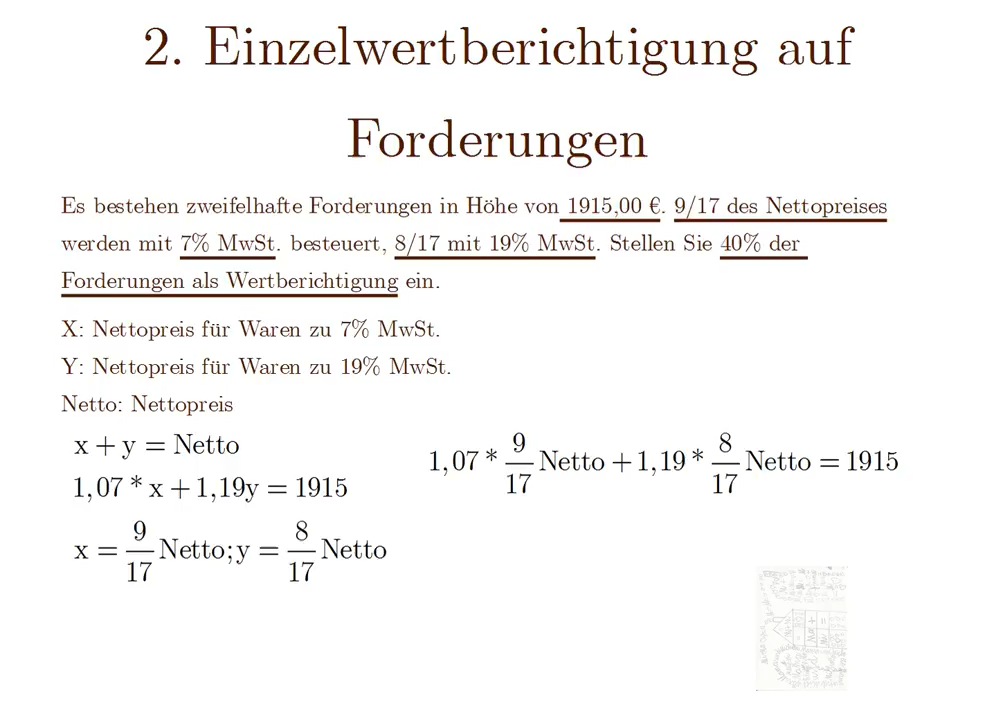 2. Einzelwertberichtigung auf
Forderungen
Es bestehen zweifelhafte Forderungen in Höhe von 1915,00 €. 9/17 des Nettopreises
werden mit 7% MwSt. besteuert, 8/17 mit 19% MwSt. Stellen Sie 40% der
Forderungen als Wertberichtigung ein.
X: Nettopreis für Waren zu 7% MwSt.
Y: Nettopreis für Waren zu 19% MwSt.
Netto: Nettopreis
x + y = Netto
1,07 * x + 1,19y = 1915
x = 9/17 Netto; y = 8/17 Netto
1,07 * 9/17 Netto + 1,19 * 8/17 Netto = 1915